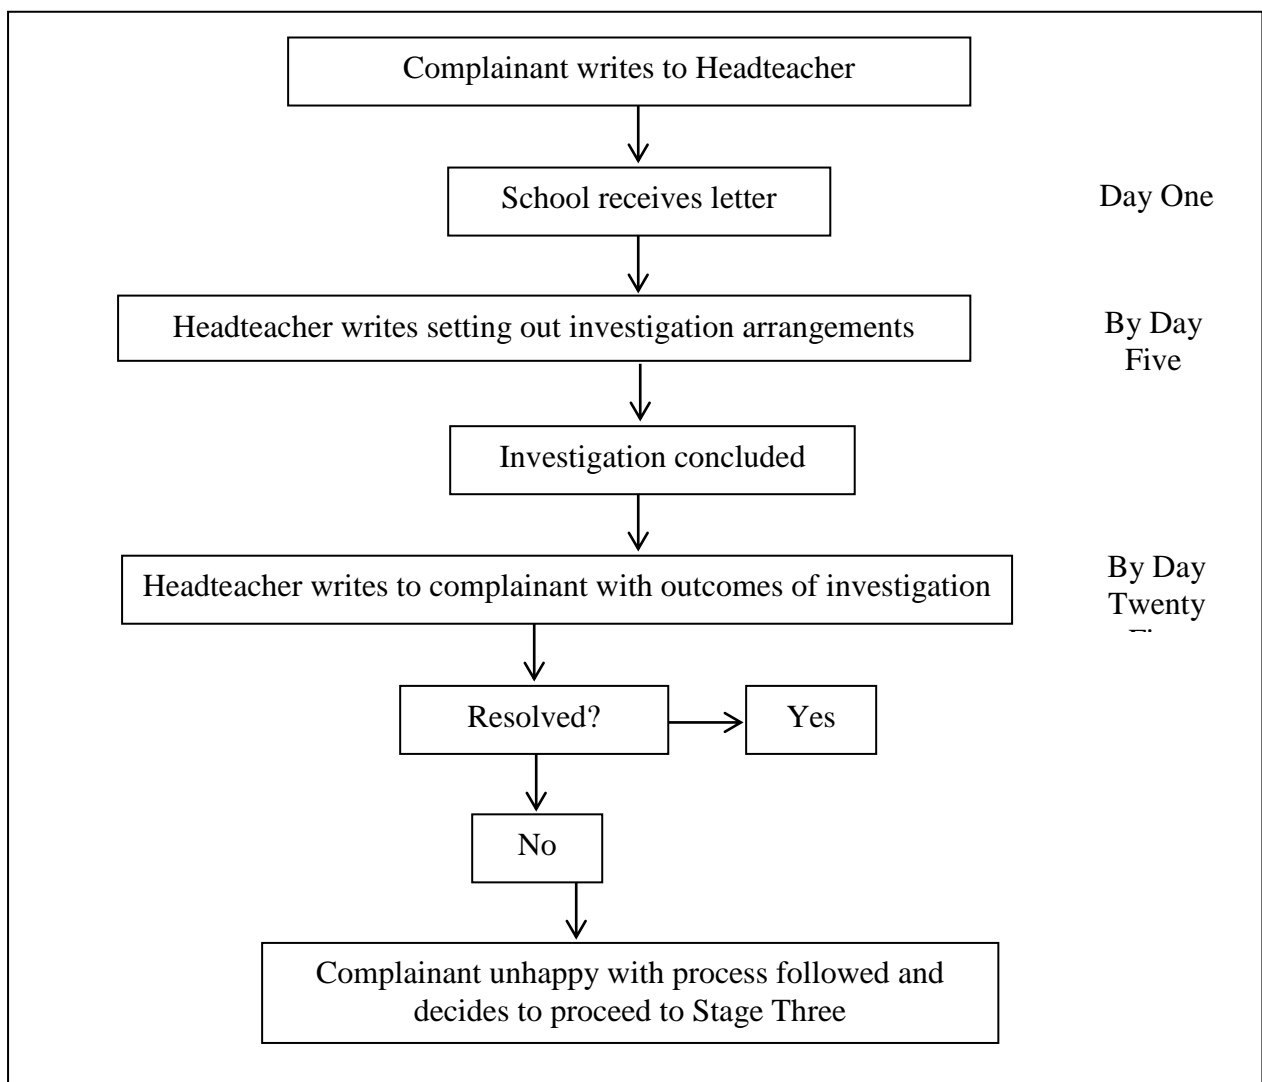 Complainant writes to Headteacher
School receives letter
Day One
Headteacher writes setting out investigation arrangements
By Day
Five
Investigation concluded
Headteacher writes to complainant with outcomes of investigation
By Day
Twenty
Resolved?
Yes
No
Complainant unhappy with process followed and
decides to proceed to Stage Three